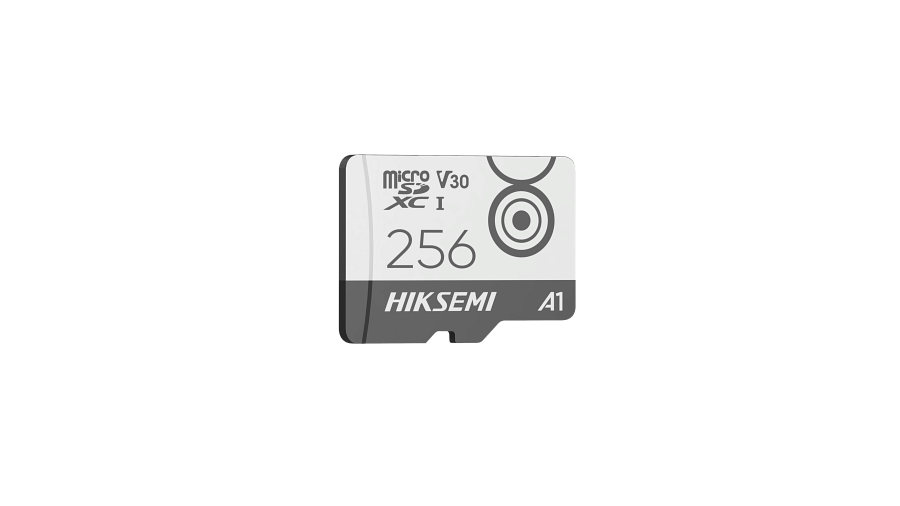 micro SD XC I V30
256
HIKSEMI A1